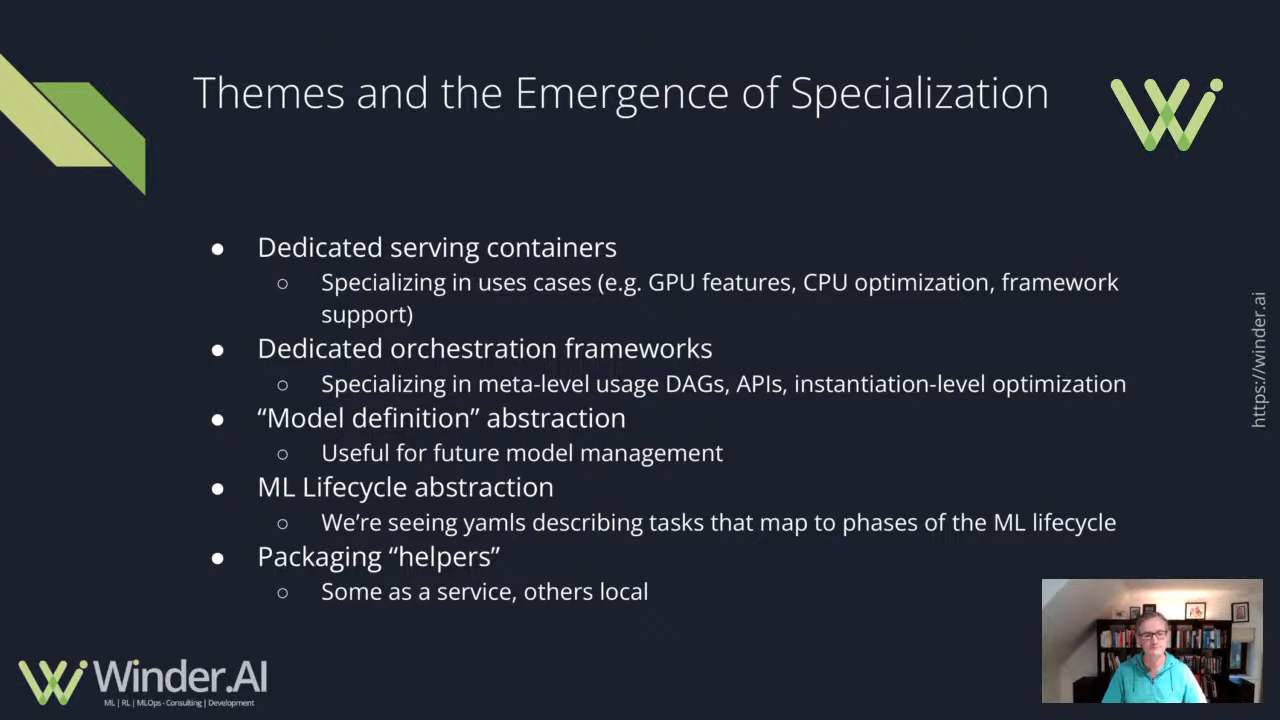 Themes and the Emergence of Specialization
● Dedicated serving containers
○ Specializing in uses cases (e.g. GPU features, CPU optimization, framework
support)
● Dedicated orchestration frameworks
○ Specializing in meta-level usage DAGs, APIs, instantiation-level optimization
● “Model definition” abstraction
○ Useful for future model management
● ML Lifecycle abstraction
○ We’re seeing yamls describing tasks that map to phases of the ML lifecycle
● Packaging “helpers”
○ Some as a service, others local
https://winder.ai
Winder.AI
ML | RL | MLOps - Consulting | Development